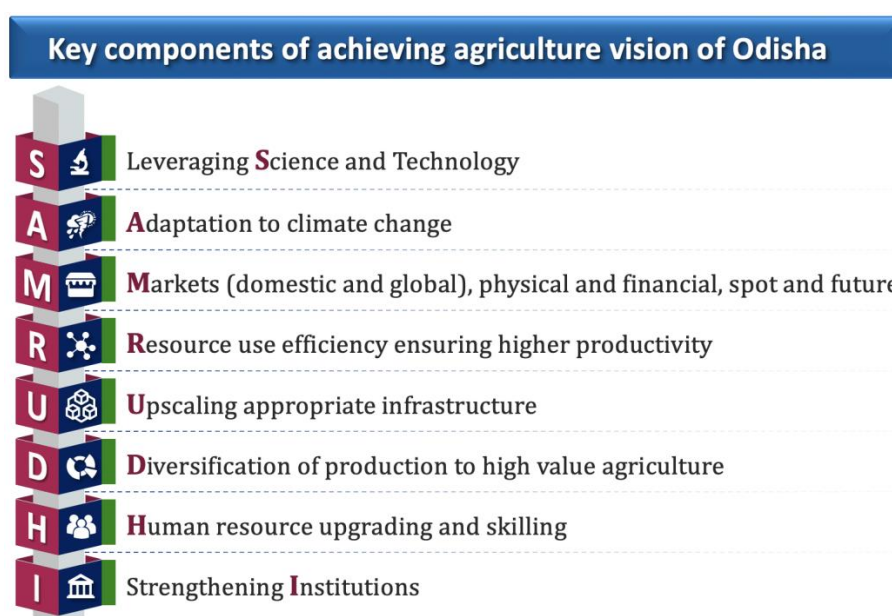 Key components of achieving agriculture vision of Odisha
S Leveraging Science and Technology
A Adaptation to climate change
M Markets (domestic and global), physical and financial, spot and future
R Resource use efficiency ensuring higher productivity
U Upscaling appropriate infrastructure
D Diversification of production to high value agriculture
H Human resource upgrading and skilling
I Strengthening Institutions